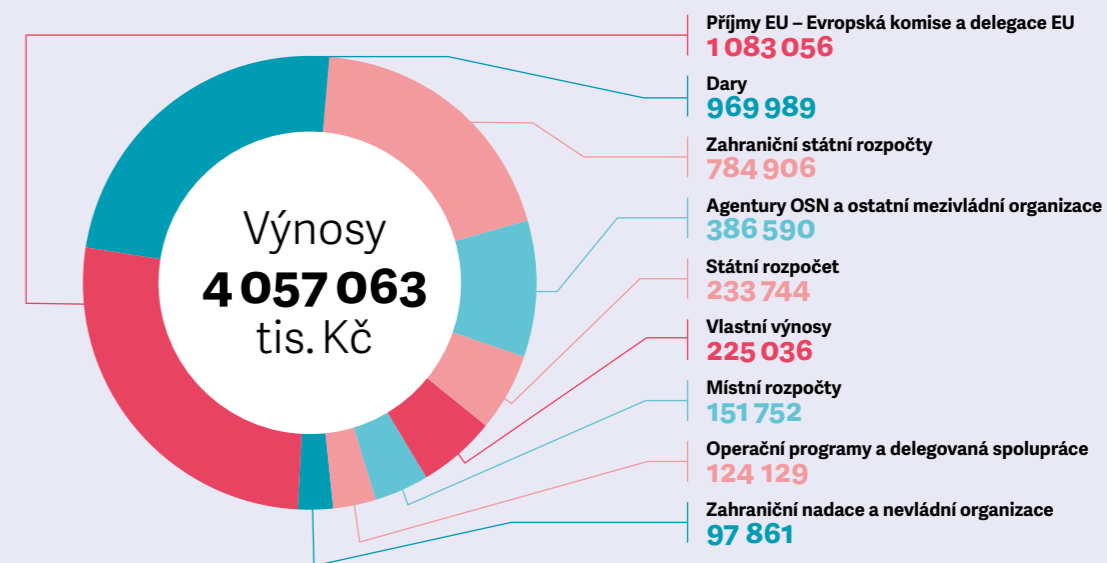 Výnosy
4 057 063
tis. Kč
Příjmy EU – Evropská komise a delegace EU
1 083 056
Dary
969 989
Zahraniční státní rozpočty
784 906
Agentury OSN a ostatní mezivládní organizace
386 590
Státní rozpočet
233 744
Vlastní výnosy
225 036
Místní rozpočty
151 752
Operační programy a delegovaná spolupráce
124 129
Zahraniční nadace a nevládní organizace
97 861